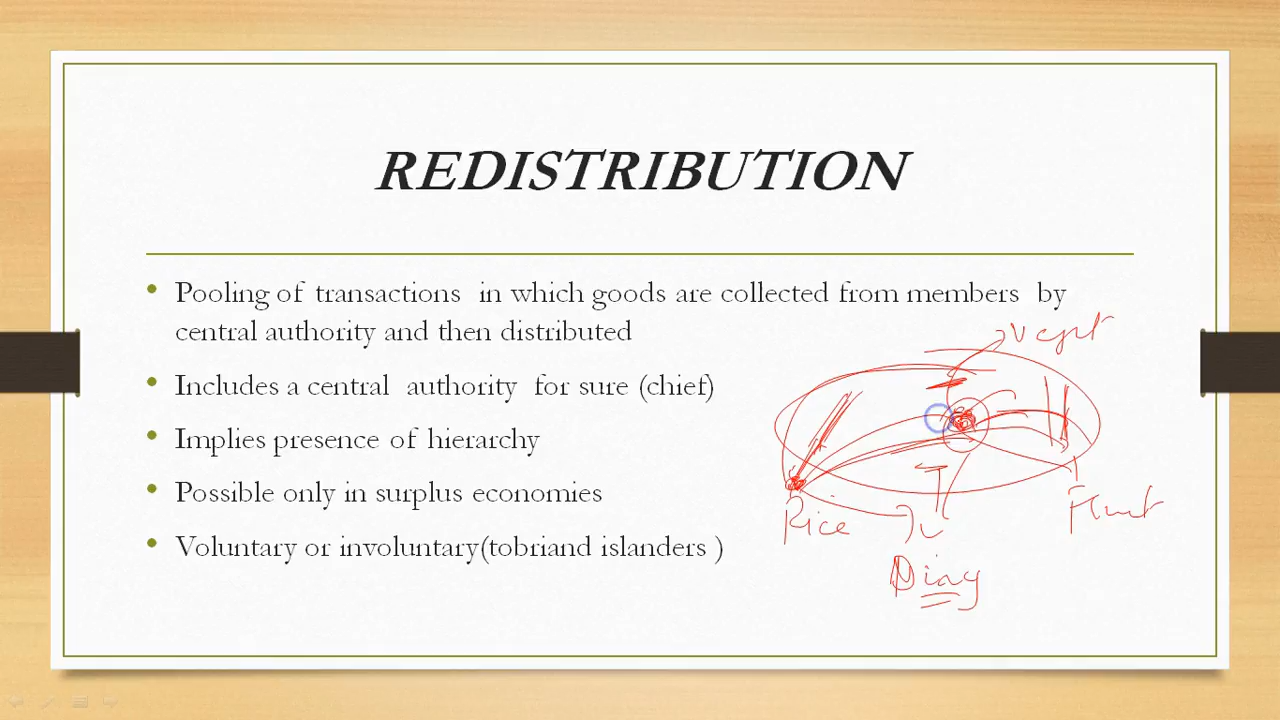 REDISTRIBUTION
• Pooling of transactions in which goods are collected from members by
central authority and then distributed
• Includes a central authority for sure (chief)
• Implies presence of hierarchy
• Possible only in surplus economies
• Voluntary or involuntary(tobriand islanders )
Rice